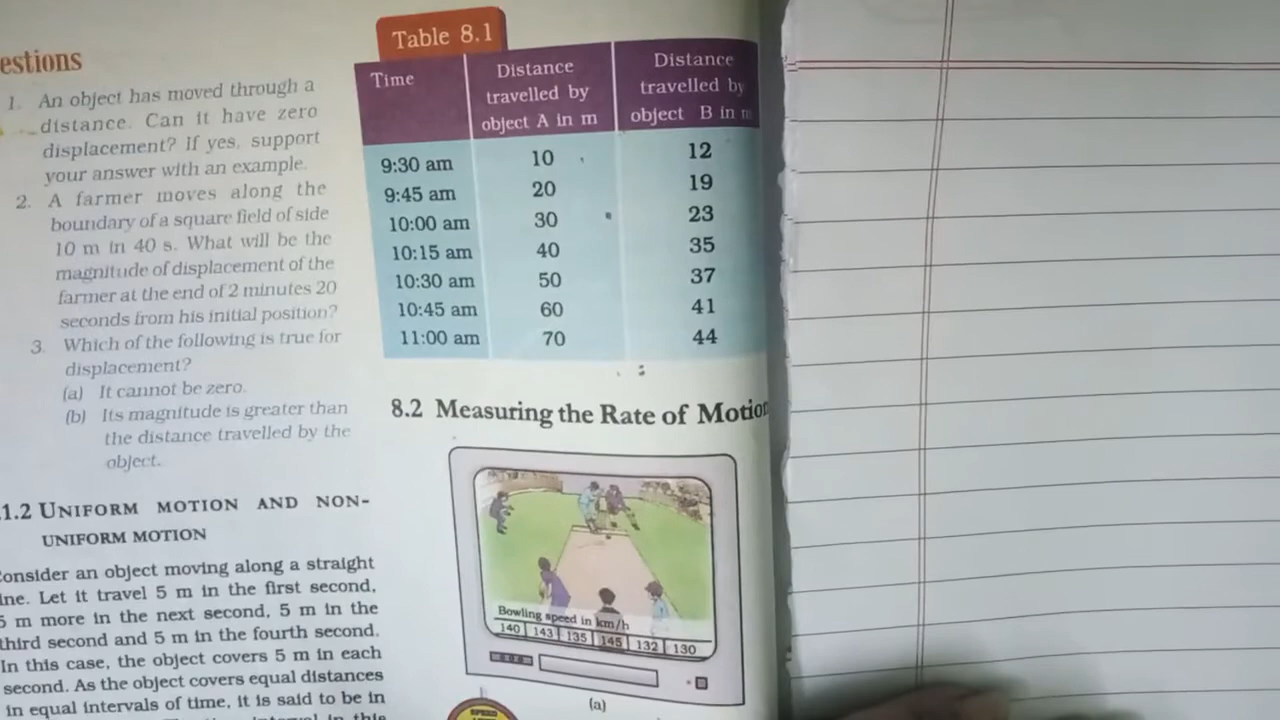 estions
1. An object has moved through a
distance. Can it have zero
displacement? If yes, support
your answer with an example.
2. A farmer moves along the
boundary of a square field of side
10 m in 40 s. What will be the
magnitude of displacement of the
farmer at the end of 2 minutes 20
seconds from his initial position?
3. Which of the following is true for
displacement?
(a) It cannot be zero.
(b) Its magnitude is greater than
the distance travelled by the
object.
.1.2 UNIFORM MOTION AND NON-
UNIFORM MOTION
Consider an object moving along a straight
ine. Let it travel 5 m in the first second,
5 m more in the next second, 5 m in the
third second and 5 m in the fourth second.
In this case, the object covers 5 m in each
second. As the object covers equal distances
in equal intervals of time, it is said to be in
in this
Table 8.1
Time Distance travelled by object A in m Distance travelled by object B in m
9:30 am 10 12
9:45 am 20 19
10:00 am 30 23
10:15 am 40 35
10:30 am 50 37
10:45 am 60 41
11:00 am 70 44
8.2 Measuring the Rate of Motion
Bowling speed in km/h
140 143 135 145 132 130
(a)
SPEED